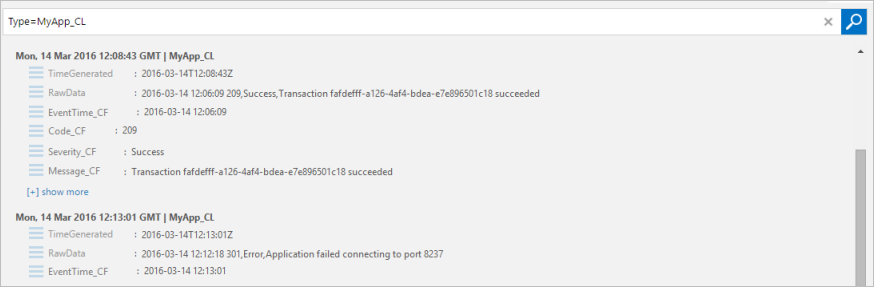 Type=MyApp_CL
Mon, 14 Mar 2016 12:08:43 GMT | MyApp_CL
TimeGenerated : 2016-03-14T12:08:43Z
RawData : 2016-03-14 12:06:09 209,Success,Transaction fafdefff-a126-4af4-bdea-e7e896501c18 succeeded
EventTime_CF : 2016-03-14 12:06:09
Code_CF : 209
Severity_CF : Success
Message_CF : Transaction fafdefff-a126-4af4-bdea-e7e896501c18 succeeded
[+] show more
Mon, 14 Mar 2016 12:13:01 GMT | MyApp_CL
TimeGenerated : 2016-03-14T12:13:01Z
RawData : 2016-03-14 12:12:18 301,Error,Application failed connecting to port 8237
EventTime_CF : 2016-03-14 12:13:01